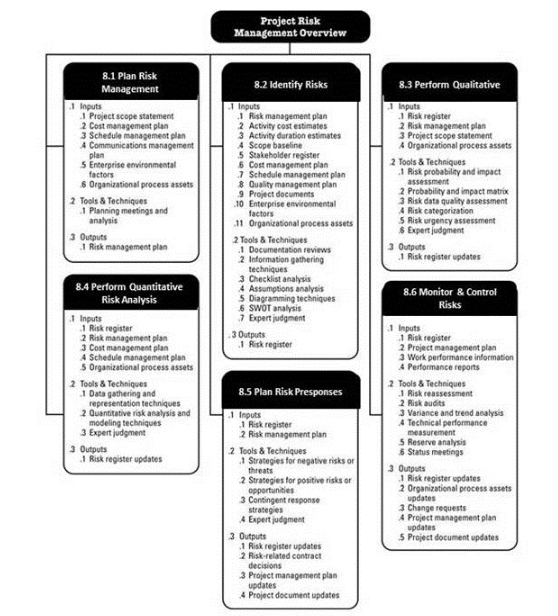 Project Risk
Management Overview
8.1 Plan Risk
Management
.1 Inputs
.1 Project scope statement
.2 Cost management plan
.3 Schedule management plan
.4 Communications management
plan
.5 Enterprise environmental
factors
.6 Organizational process assets
.2 Tools & Techniques
.1 Planning meetings and
analysis
.3 Outputs
.1 Risk management plan
8.2 Identify Risks
.1 Inputs
.1 Risk management plan
.2 Activity cost estimates
.3 Activity duration estimates
.4 Scope baseline
.5 Stakeholder register
.6 Cost management plan
.7 Schedule management plan
.8 Quality management plan
.9 Project documents
.10 Enterprise environmental
factors
.11 Organizational process assets
.2 Tools & Techniques
.1 Documentation reviews
.2 Information gathering
techniques
.3 Checklist analysis
.4 Assumptions analysis
.5 Diagramming techniques
.6 SWOT analysis
.7 Expert judgment
.3 Outputs
.1 Risk register
8.3 Perform Qualitative
.1 Inputs
.1 Risk register
.2 Risk management plan
.3 Project scope statement
.4 Organizational process assets
.2 Tools & Techniques
.1 Risk probability and impact
assessment
.2 Probability and impact matrix
.3 Risk data quality assessment
.4 Risk categorization
.5 Risk urgency assessment
.6 Expert judgment
.3 Outputs
.1 Risk register updates
8.4 Perform Quantitative
Risk Analysis
.1 Inputs
.1 Risk register
.2 Risk management plan
.3 Cost management plan
.4 Schedule management plan
.5 Organizational process assets
.2 Tools & Techniques
.1 Data gathering and
representation techniques
.2 Quantitative risk analysis and
modeling techniques
.3 Expert judgment
.3 Outputs
.1 Risk register updates
8.5 Plan Risk Presponses
.1 Inputs
.1 Risk register
.2 Risk management plan
.2 Tools & Techniques
.1 Strategies for negative risks or
threats
.2 Strategies for positive risks or
opportunities
.3 Contingent response
strategies
.4 Expert judgment
.3 Outputs
.1 Risk register updates
.2 Risk-related contract
decisions
.3 Project management plan
updates
.4 Project document updates
8.6 Monitor & Control
Risks
.1 Inputs
.1 Risk register
.2 Project management plan
.3 Work performance information
.4 Performance reports
.2 Tools & Techniques
.1 Risk reassessment
.2 Risk audits
.3 Variance and trend analysis
.4 Technical performance
measurement
.5 Reserve analysis
.6 Status meetings
.3 Outputs
.1 Risk register updates
.2 Organizational process assets
updates
.3 Change requests
.4 Project management plan
updates
.5 Project document updates